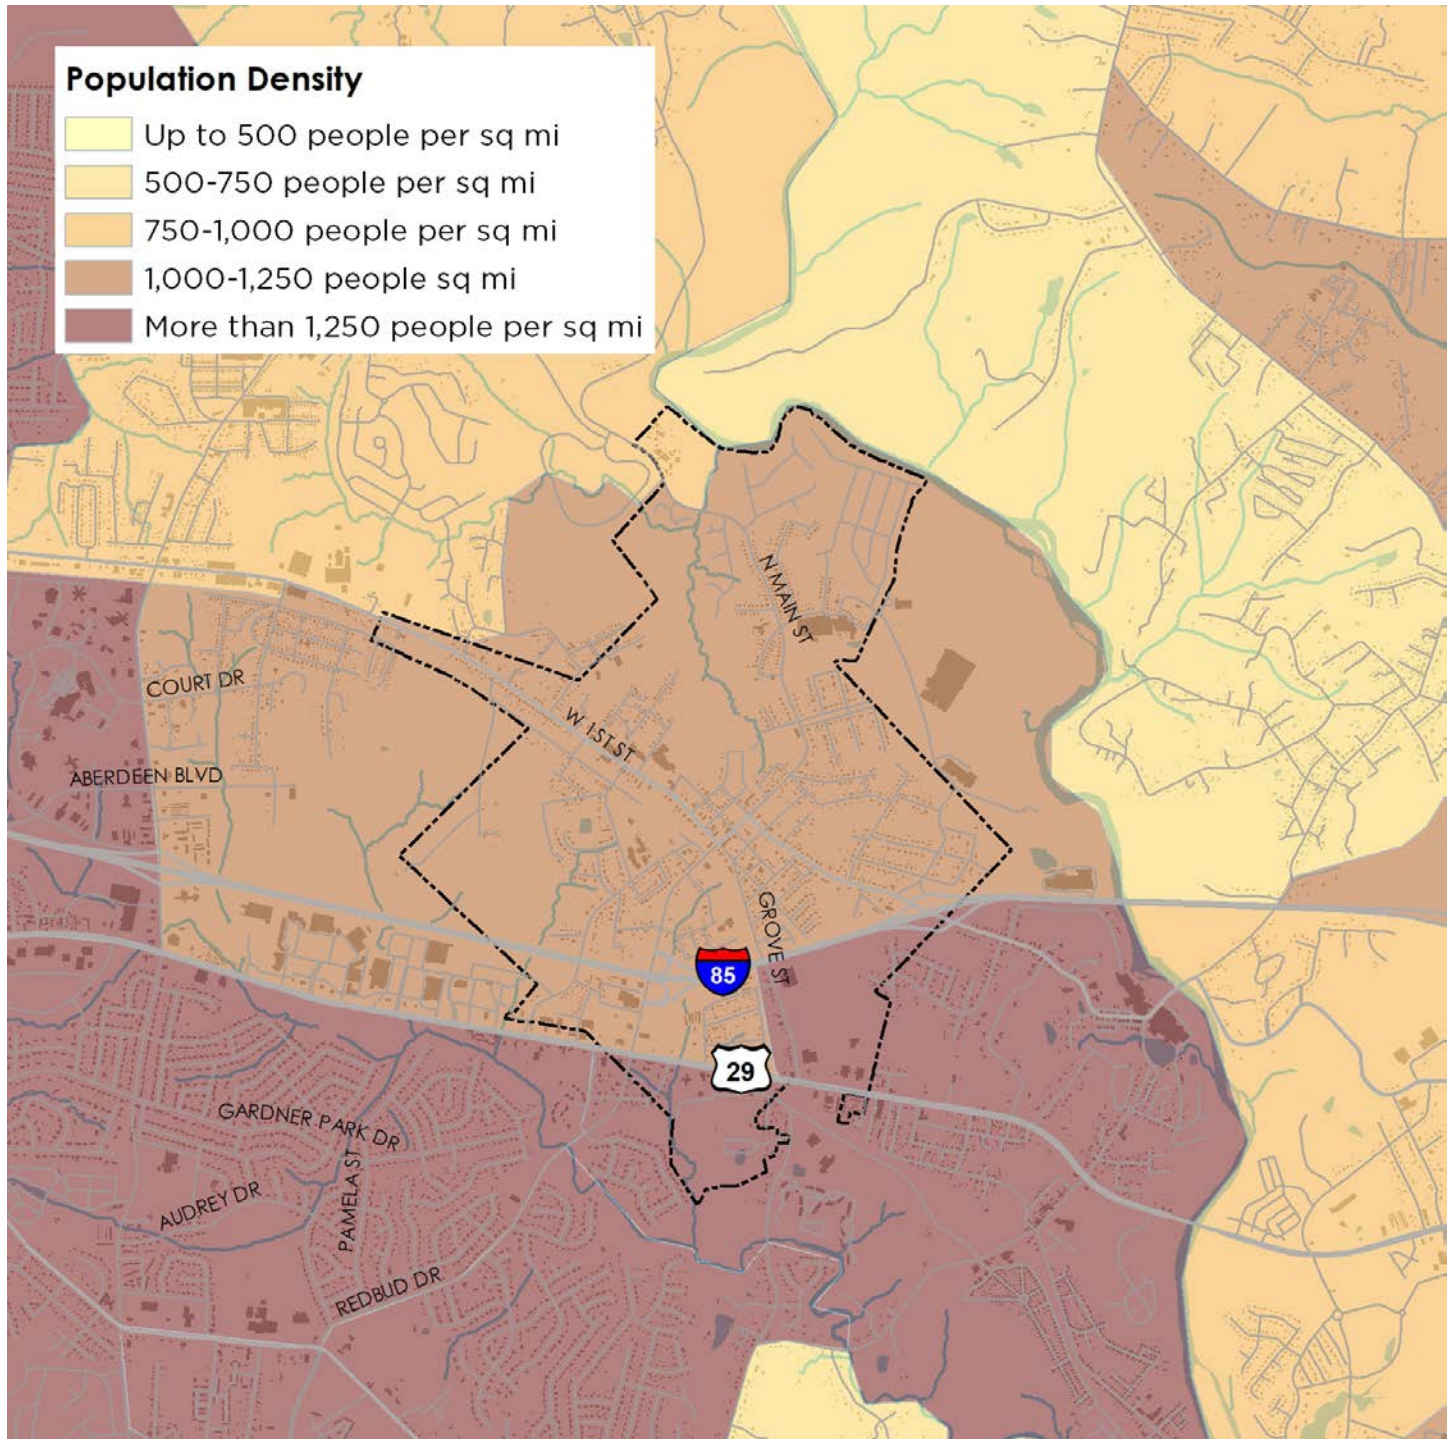 Population Density
Up to 500 people per sq mi
500-750 people per sq mi
750-1,000 people per sq mi
1,000-1,250 people sq mi
More than 1,250 people per sq mi
N MAIN ST
COURT DR
W 1ST ST
ABERDEEN BLVD
GROVE ST
85
29
GARDNER PARK DR
PAMELA ST
AUDREY DR
REDBUD DR